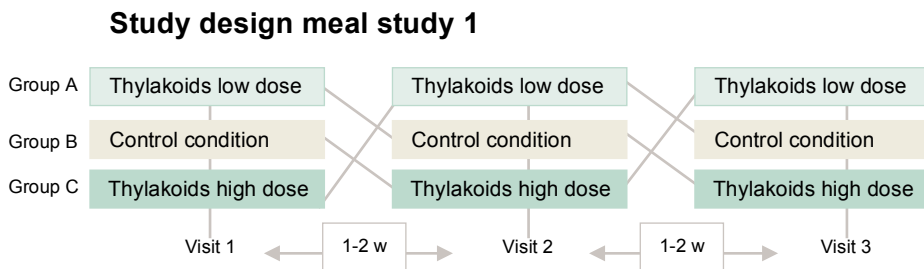 Study design meal study 1
Group A Thylakoids low dose Thylakoids low dose Thylakoids low dose
Group B Control condition Control condition Control condition
Group C Thylakoids high dose Thylakoids high dose Thylakoids high dose
Visit 1 1-2 w Visit 2 1-2 w Visit 3